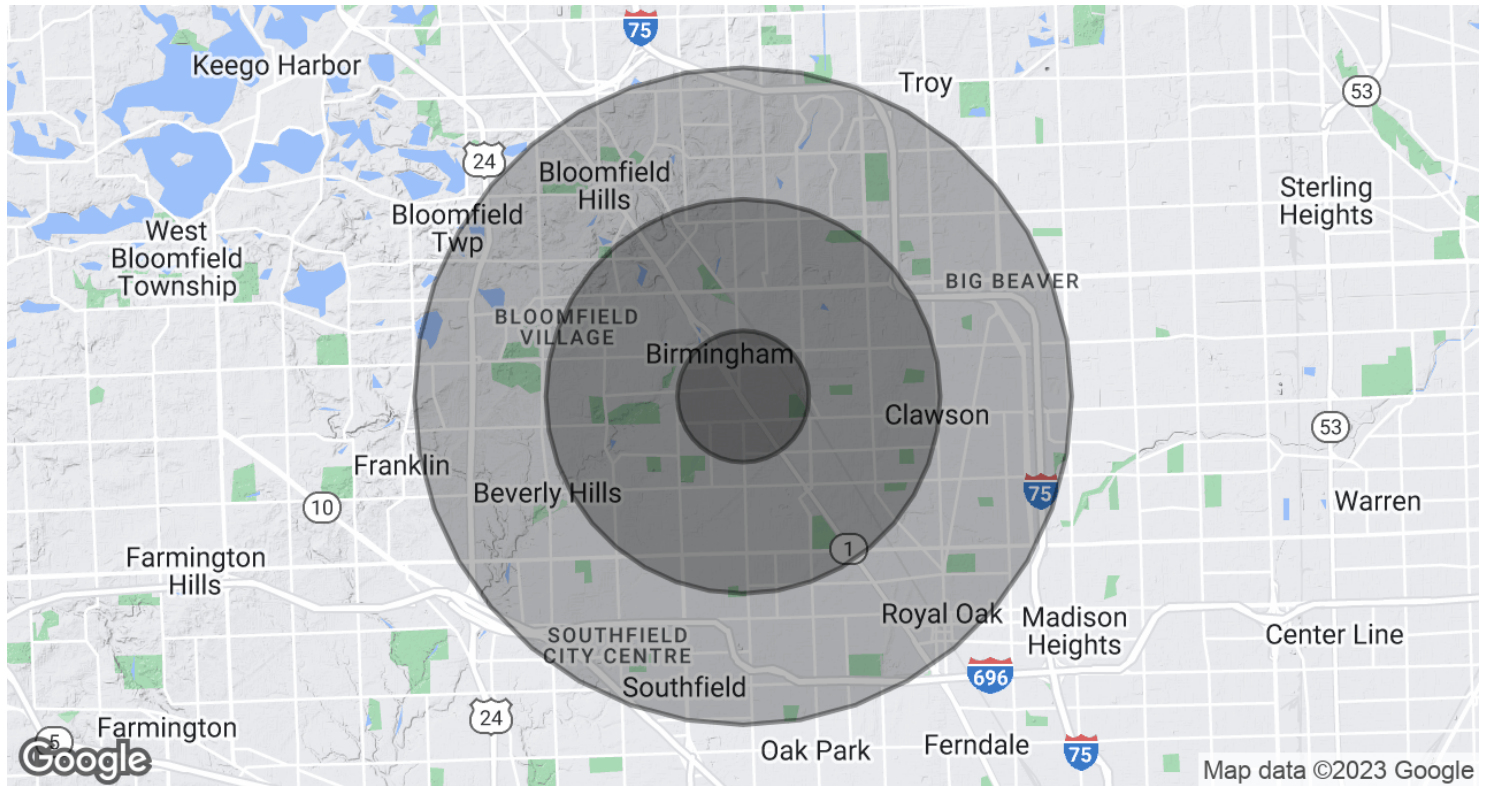 75
Keego Harbor
Troy
53
24
Bloomfield
Hills
Sterling
Heights
Bloomfield
Twp
West
Bloomfield
Township
BIG BEAVER
BLOOMFIELD
VILLAGE
Birmingham
Clawson
53
Franklin
Beverly Hills
75
Warren
10
1
Farmington
Hills
Royal Oak
Madison
Heights
Center Line
SOUTHFIELD
CITY CENTRE
696
Southfield
24
Farmington
5
Oak Park
Ferndale
75
Google
Map data ©2023 Google